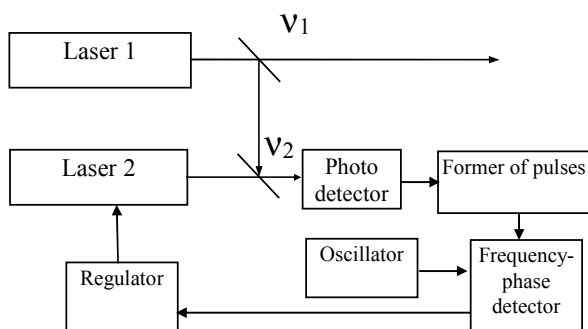 ν1
Laser 1
ν2
Laser 2
Photo
detector
Former of pulses
Oscillator
Frequency-
phase
detector
Regulator